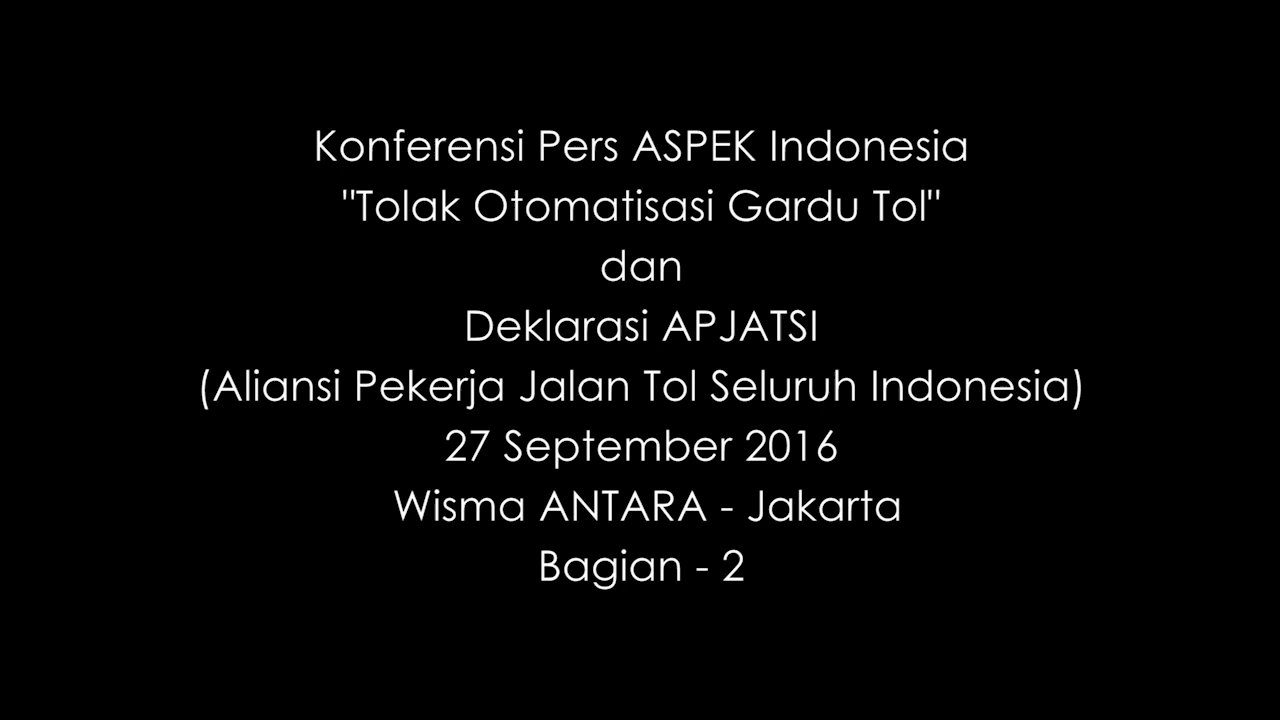 Konferensi Pers ASPEK Indonesia
"Tolak Otomatisasi Gardu Tol"
dan
Deklarasi APJATSI
(Aliansi Pekerja Jalan Tol Seluruh Indonesia)
27 September 2016
Wisma ANTARA - Jakarta
Bagian - 2